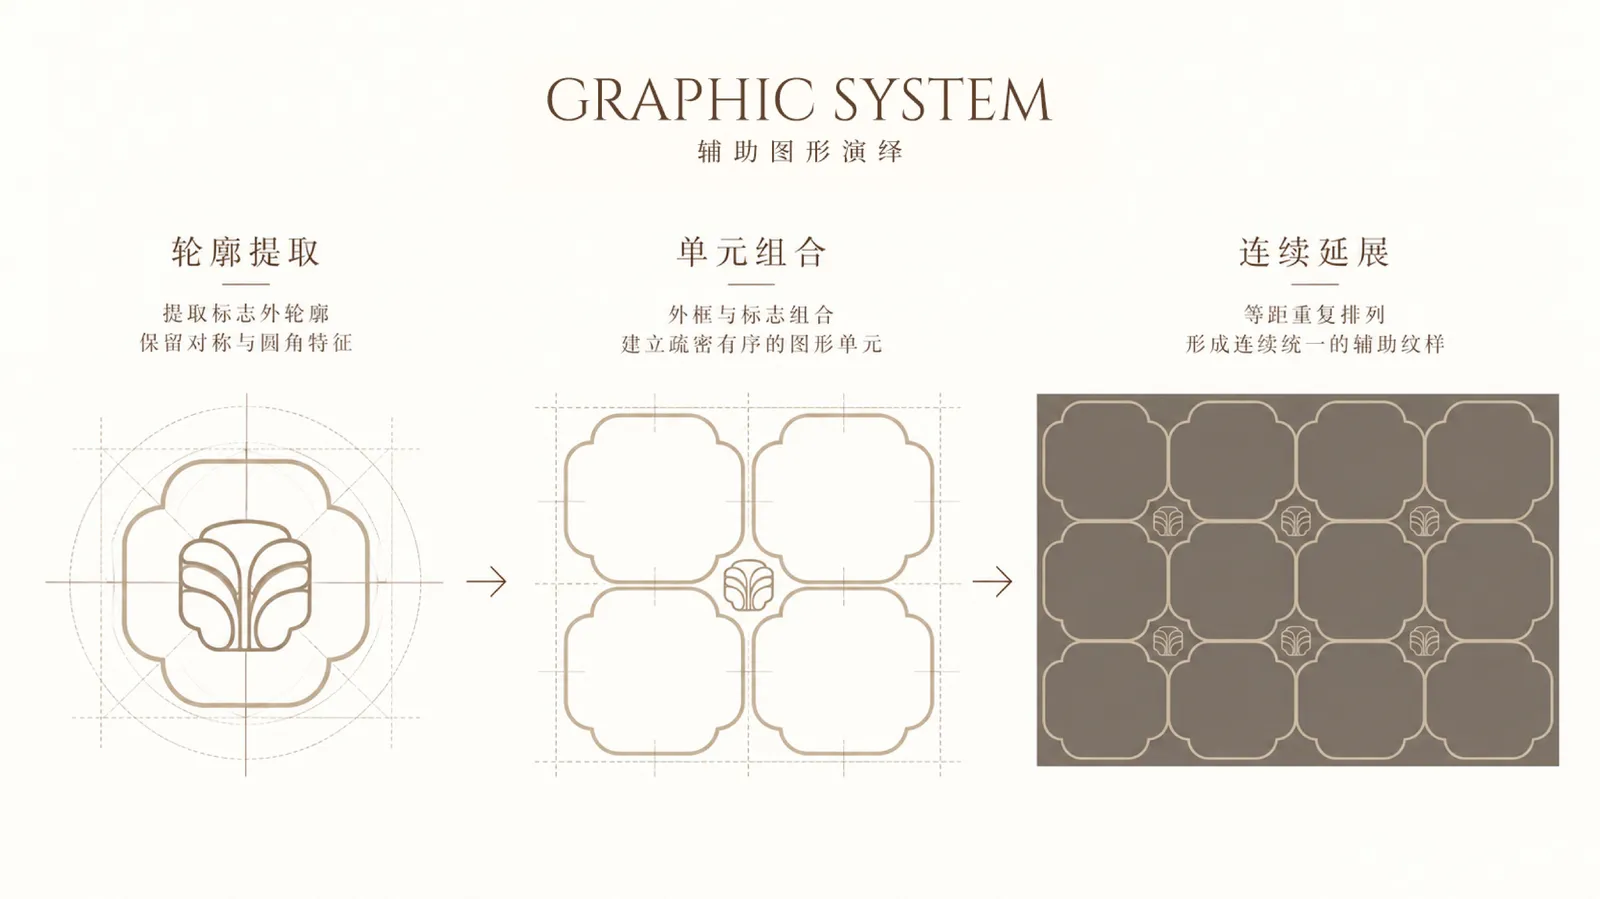 GRAPHIC SYSTEM
辅助图形演绎
轮廓提取
提取标志外轮廓
保留对称与圆角特征
单元组合
外框与标志组合
建立疏密有序的图形单元
连续延展
等距重复排列
形成连续统一的辅助纹样